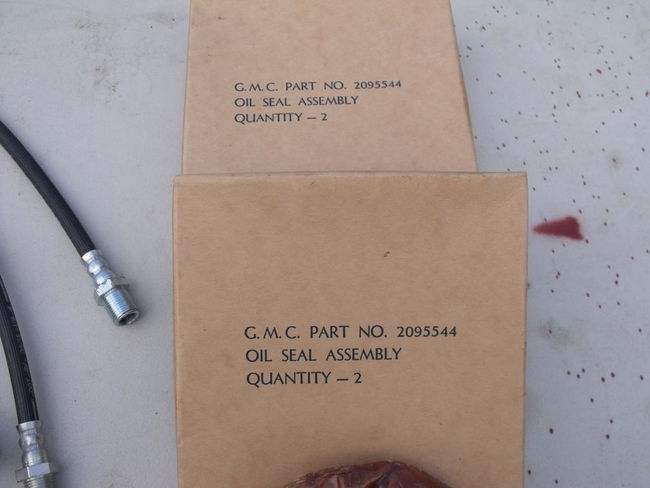 G.M.C. PART NO. 2095544
OIL SEAL ASSEMBLY
QUANTITY — 2
G.M.C. PART NO. 2095544
OIL SEAL ASSEMBLY
QUANTITY — 2